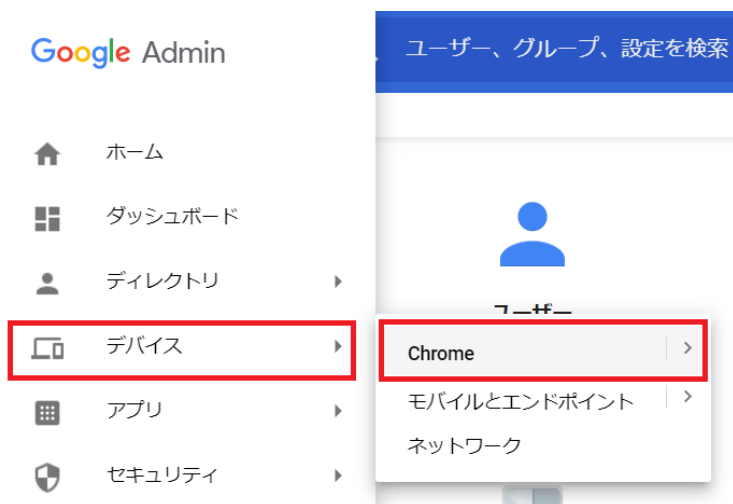 Google Admin
ユーザー、グループ、設定を検索
ホーム
ダッシュボード
ディレクトリ
デバイス
アプリ
セキュリティ
ユーザー
Chrome
モバイルとエンドポイント
ネットワーク